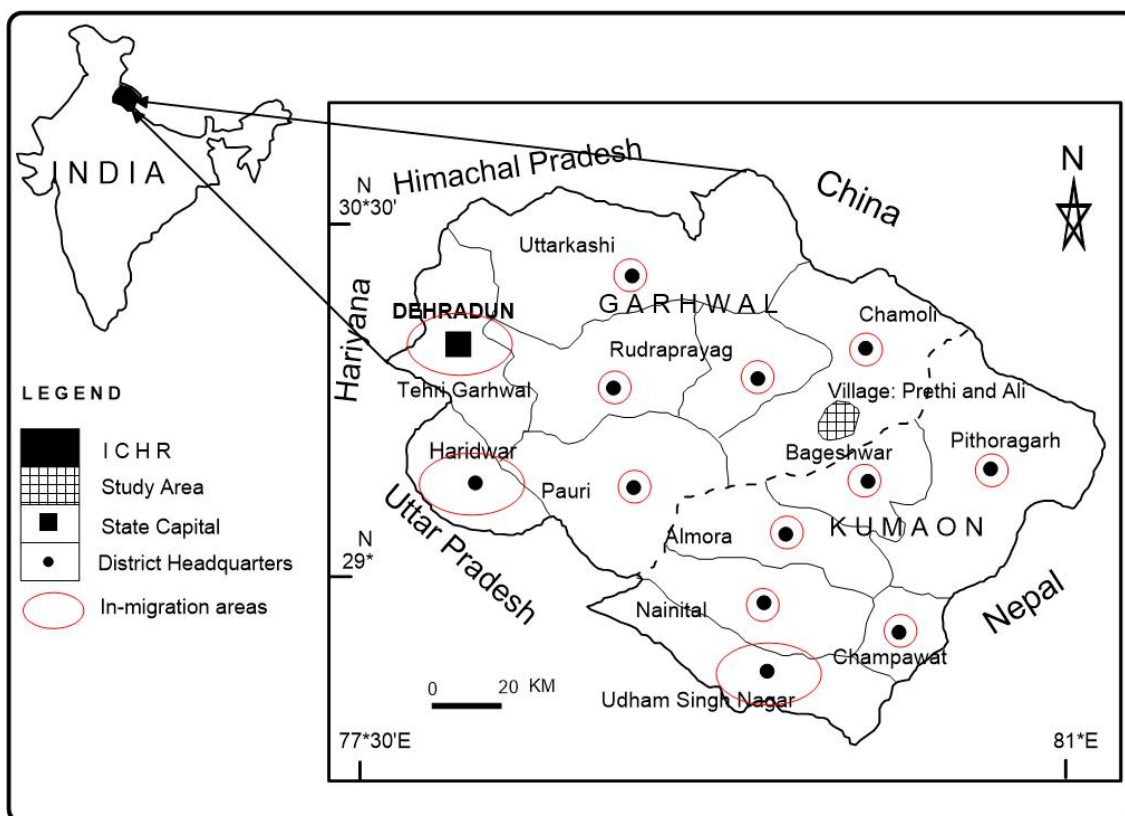 INDIA
Himachal Pradesh
China
N
N
30*30'
Uttarkashi
GARHWAL
DEHRADUN
Chamoli
Hariyana
Rudraprayag
Tehri Garhwal
Village: Prethi and Ali
LEGEND
ICHR
Study Area
State Capital
District Headquarters
In-migration areas
Haridwar
Pauri
Bageshwar
Pithoragarh
Uttar Pradesh
Almora
KUMAON
29*
Nainital
Nepal
Champawat
0 20 KM
Udham Singh Nagar
77*30'E
81*E